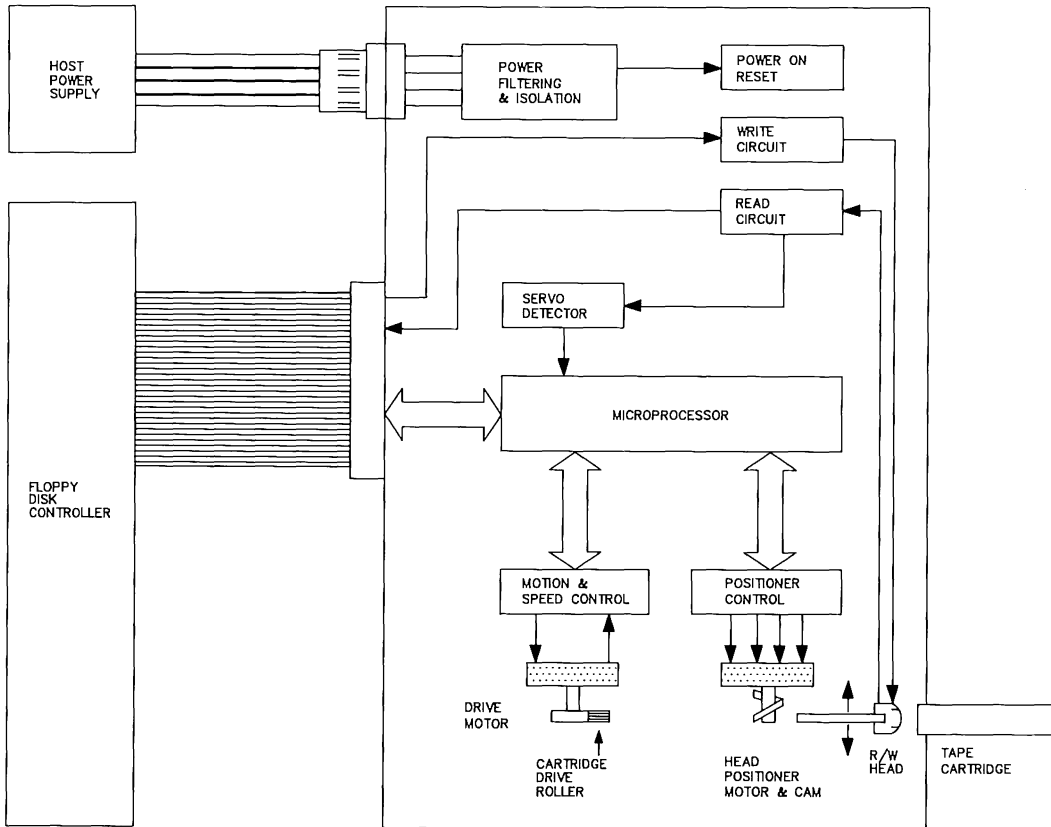 HOST
POWER
SUPPLY
POWER
FILTERING
& ISOLATION
POWER ON
RESET
WRITE
CIRCUIT
READ
CIRCUIT
SERVO
DETECTOR
MICROPROCESSOR
FLOPPY
DISK
CONTROLLER
MOTION &
SPEED CONTROL
POSITIONER
CONTROL
DRIVE
MOTOR
CARTRIDGE
DRIVE
ROLLER
HEAD
POSITIONER
MOTOR & CAM
R/W
HEAD
TAPE
CARTRIDGE